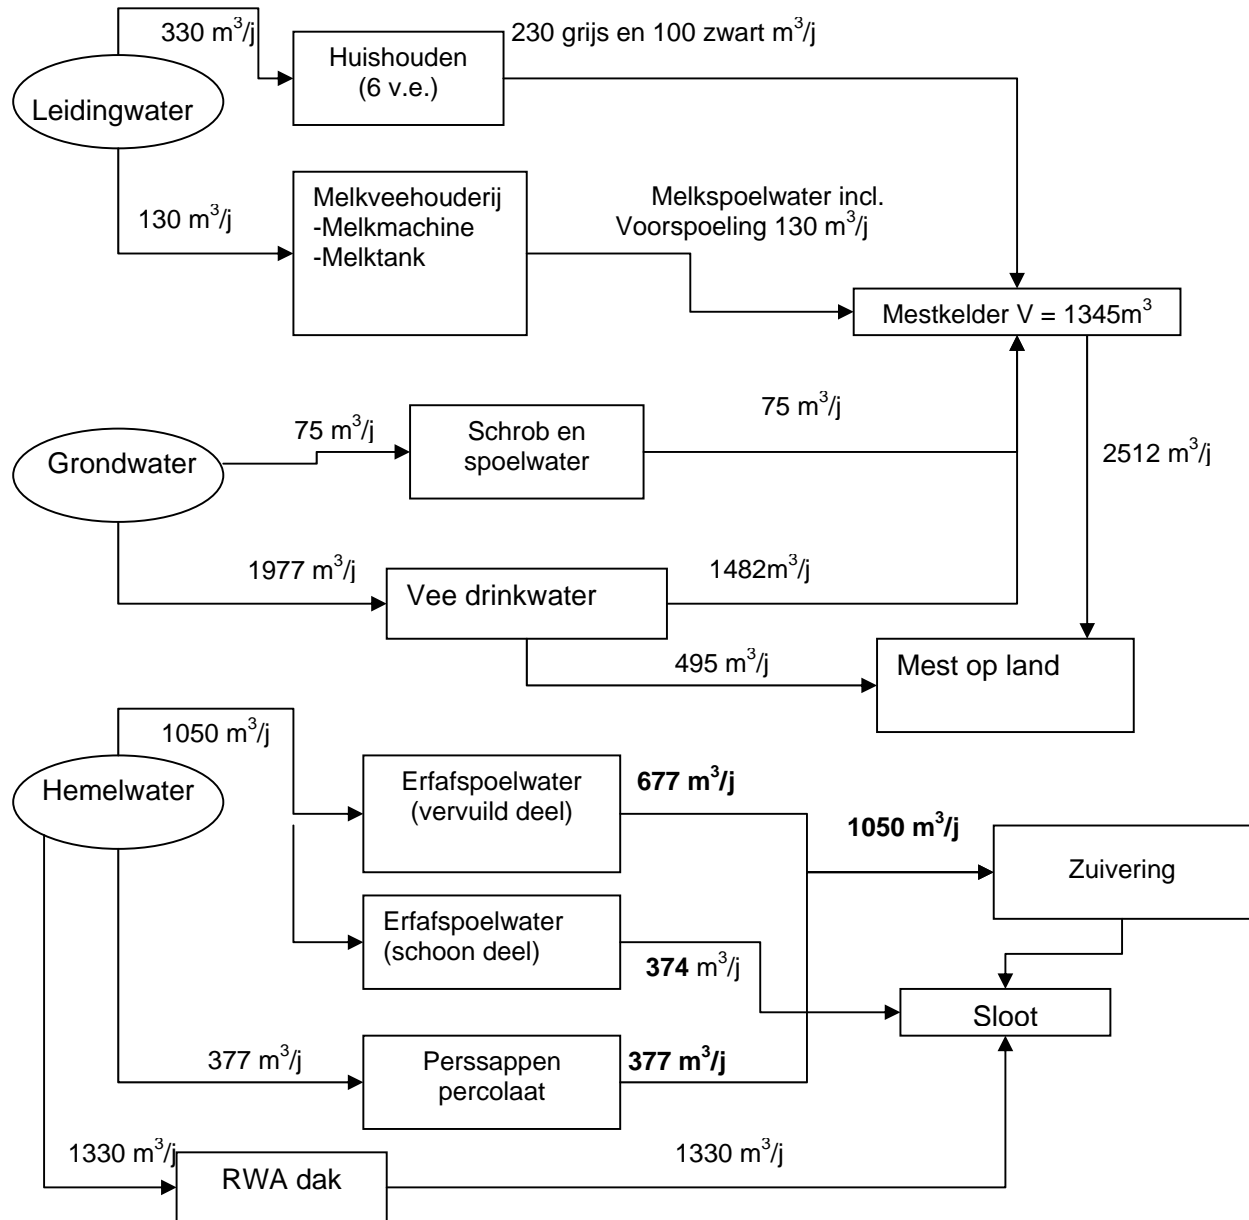 330 m³/j
230 grijs en 100 zwart m³/j
Huishouden
(6 v.e.)
Leidingwater
130 m³/j
Melkveehouderij
-Melkmachine
-Melktank
Melkspoelwater incl.
Voorspoeling 130 m³/j
Mestkelder V = 1345m³
75 m³/j
Schrob en
spoelwater
75 m³/j
Grondwater
2512 m³/j
1977 m³/j
Vee drinkwater
1482m³/j
495 m³/j
Mest op land
1050 m³/j
Hemelwater
Erfafspoelwater
(vervuild deel)
677 m³/j
1050 m³/j
Zuivering
Erfafspoelwater
(schoon deel)
374 m³/j
Sloot
377 m³/j
Perssappen
percolaat
377 m³/j
1330 m³/j
RWA dak
1330 m³/j